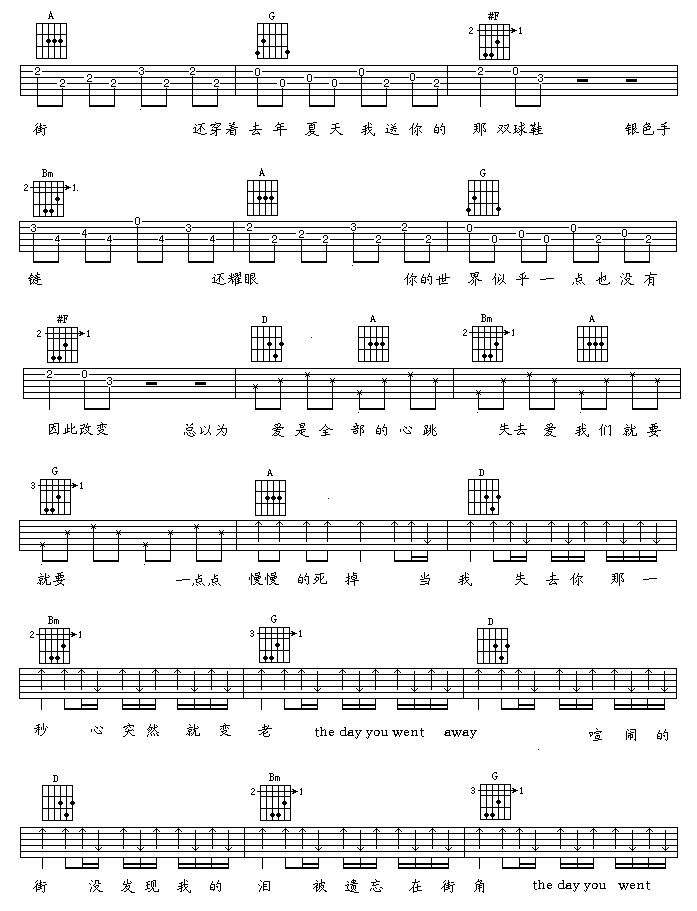 A G #F
2 1
2 2 2 2 3 2 2 2 0 0 0 0 0 2 0 2 2 0 3
街 还穿着去年 夏天 我送你的 那 双球鞋 银色手
Bm A G
2 1.
3 4 4 4 0 4 3 4 2 2 2 2 3 2 2 2 0 0 0 0 0 2 0 2
链 还耀眼 你的世 界似乎一 点也没有
#F D A Bm A
2 1 2 1
2 0 3
因此改变 总以为 爱是全 部的心跳 失去爱 我们就要
G A D
3 1
就要 一点点 慢慢 的死 掉 当 我 失去你 那一
Bm G D
2 1 3 1
秒 心 突然 就变老 the day you went away 喧闹的
D Bm G
2 1 3 1
街 没发现我的 泪 被遗忘在街角 the day you went